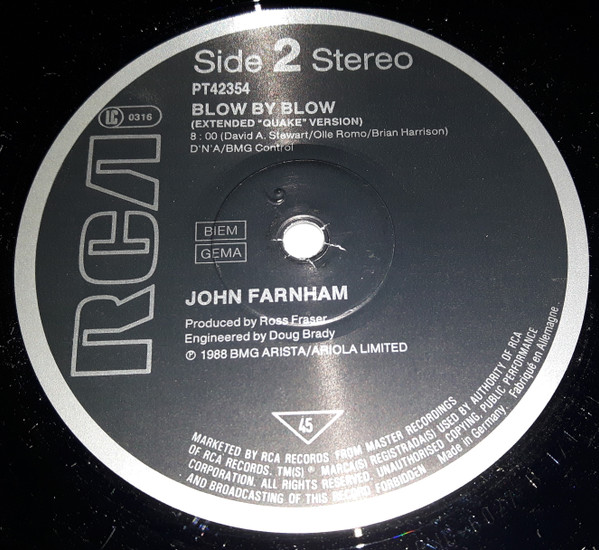 Side 2 Stereo
PT42354
BLOW BY BLOW
(EXTENDED "QUAKE" VERSION)
8 : 00 (David A. Stewart/Olle Romo/Brian Harrison)
D'N'A/BMG Control
LC 0316
RCA
BIEM
GEMA
JOHN FARNHAM
Produced by Ross Fraser
Engineered by Doug Brady
℗ 1988 BMG ARISTA/ARIOLA LIMITED
45
MARKETED BY RCA RECORDS FROM MASTER RECORDINGS
OF RCA RECORDS. TM(S) ® MARCA(S) REGISTRADA(S) USED BY AUTHORITY OF RCA
CORPORATION. ALL RIGHTS RESERVED. UNAUTHORISED COPYING, PUBLIC PERFORMANCE
AND BROADCASTING OF THIS RECORD FORBIDDEN Made in Germany. Fabriqué en Allemagne.